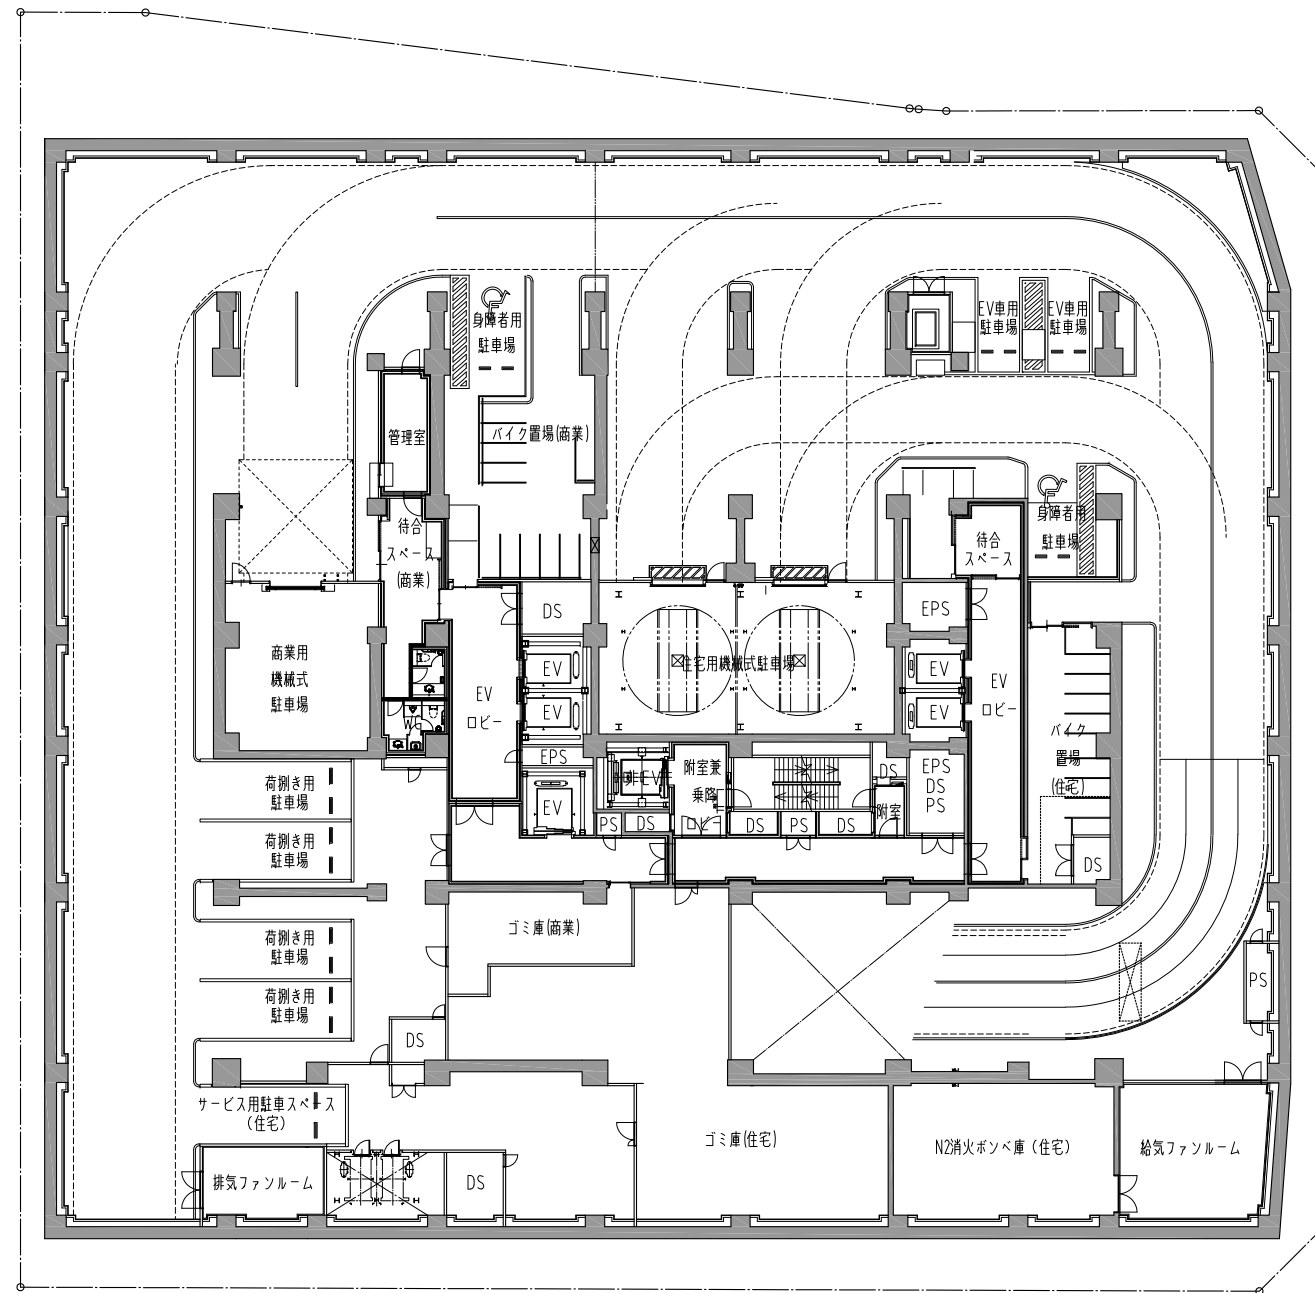 身障者用
駐車場
EV車用
駐車場
EV車用
駐車場
管理室
バイク置場(商業)
待合
スペース
(商業)
待合
スペース
身障者用
駐車場
DS
EPS
商業用
機械式
駐車場
EV
EV
ロビー
EV
住宅用機械式駐車場
EV
EV
EV
ロビー
WC
バイク
置場
(住宅)
EPS
非EV
附室兼
乗降
ロビー
DS
附室
EPS
DS
PS
荷捌き用
駐車場
荷捌き用
駐車場
EV
PS
DS
DS
PS
DS
DS
ゴミ庫(商業)
荷捌き用
駐車場
荷捌き用
駐車場
PS
DS
サービス用駐車スペース
(住宅)
ゴミ庫(住宅)
N2消火ボンベ庫(住宅)
給気ファンルーム
排気ファンルーム
DS